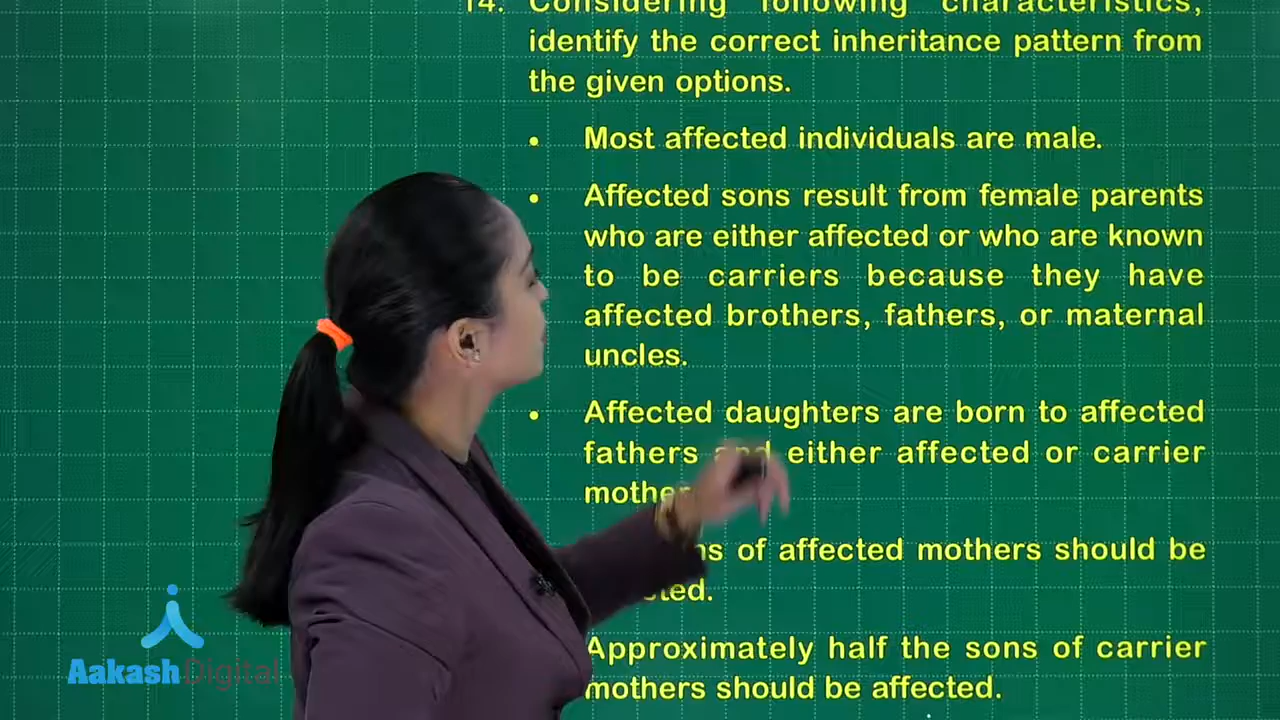 14. Considering following characteristics,
identify the correct inheritance pattern from
the given options.
• Most affected individuals are male.
• Affected sons result from female parents
who are either affected or who are known
to be carriers because they have
affected brothers, fathers, or maternal
uncles.
• Affected daughters are born to affected
fathers and either affected or carrier
of affected mothers should be
Approximately half the sons of carrier
mothers should be affected.
AakashDigital